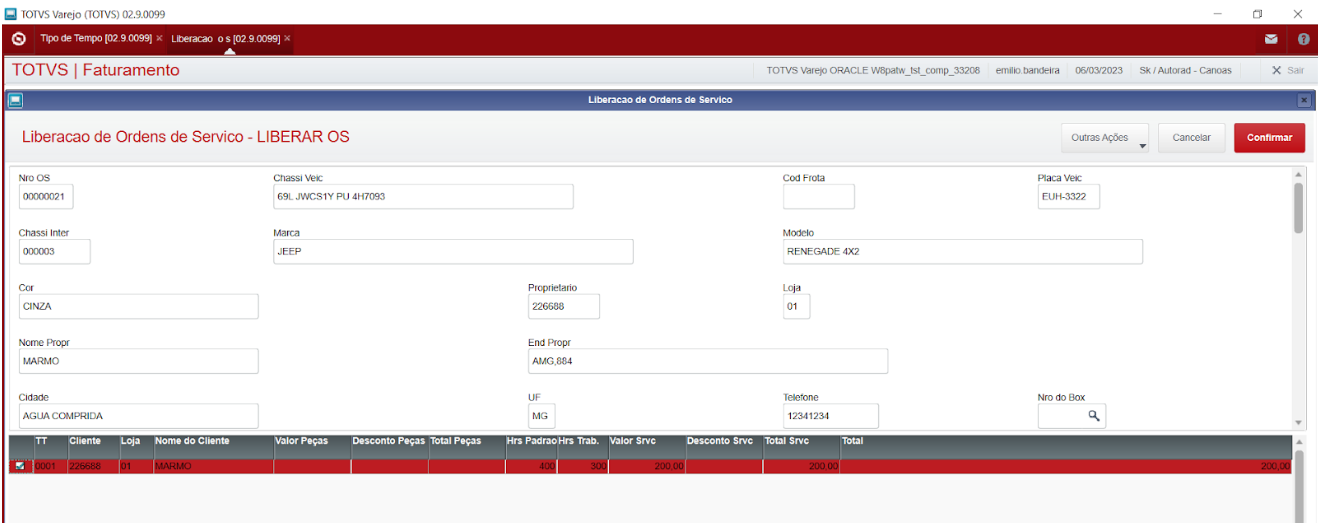 TOTVS Varejo (TOTVS) 02.9.0099
Tipo de Tempo [02.9.0099] × Liberacao o s [02.9.0099] ×
TOTVS | Faturamento TOTVS Varejo ORACLE W8patw_tst_comp_33208 emilio.bandeira 06/03/2023 Sk / Autorad - Canoas Sair
Liberacao de Ordens de Servico
Liberacao de Ordens de Servico - LIBERAR OS Outras Ações Cancelar Confirmar
Nro OS Chassi Veic Cod Frota Placa Veic
00000021 69L JWCS1Y PU 4H7093 EUH-3322
Chassi Inter Marca Modelo
000003 JEEP RENEGADE 4X2
Cor Proprietario Loja
CINZA 226688 01
Nome Propr End Propr
MARMO AMG,884
Cidade UF Telefone Nro do Box
AGUA COMPRIDA MG 12341234
TT Cliente Loja Nome do Cliente Valor Peças Desconto Peças Total Peças Hrs Padrao Hrs Trab. Valor Srvc Desconto Srvc Total Srvc Total
0001 226688 01 MARMO 400 300 200,00 200,00 200,00